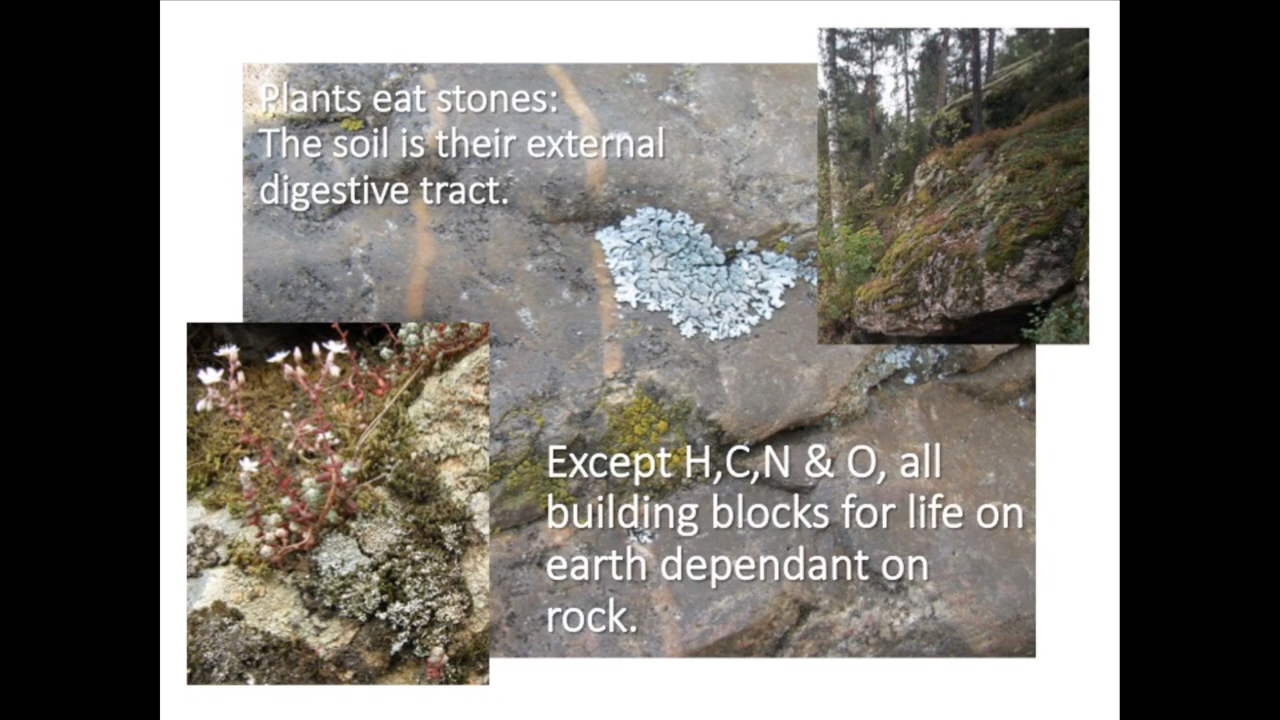 Plants eat stones:
The soil is their external
digestive tract.
Except H,C,N & O, all
building blocks for life on
earth dependant on
rock.